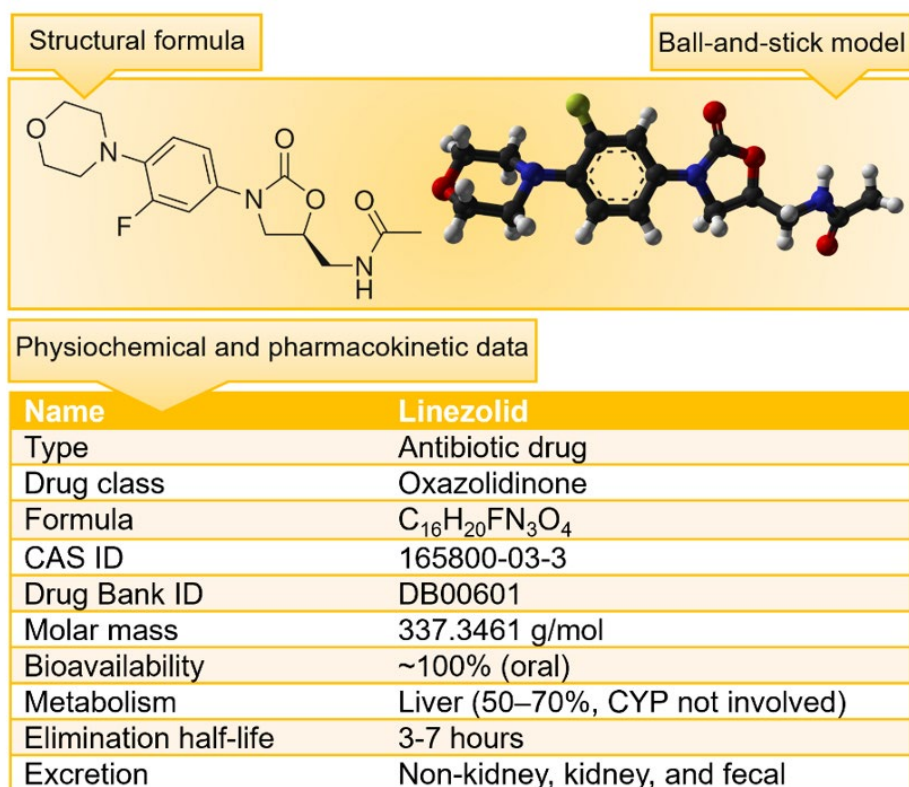 Structural formula
Ball-and-stick model
O
N
F
N
O
O
O
N
H
Physiochemical and pharmacokinetic data
Name Linezolid
Type Antibiotic drug
Drug class Oxazolidinone
Formula C₁₆H₂₀FN₃O₄
CAS ID 165800-03-3
Drug Bank ID DB00601
Molar mass 337.3461 g/mol
Bioavailability ~100% (oral)
Metabolism Liver (50–70%, CYP not involved)
Elimination half-life 3-7 hours
Excretion Non-kidney, kidney, and fecal